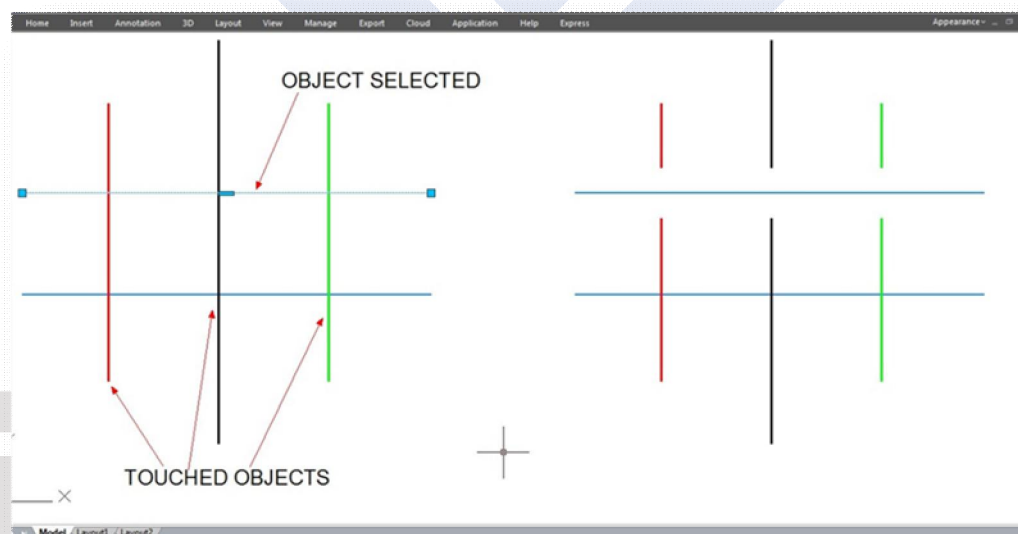 Home Insert Annotation 3D Layout View Manage Export Cloud Application Help Express Appearance
OBJECT SELECTED
TOUCHED OBJECTS
Model Layout1 Layout2